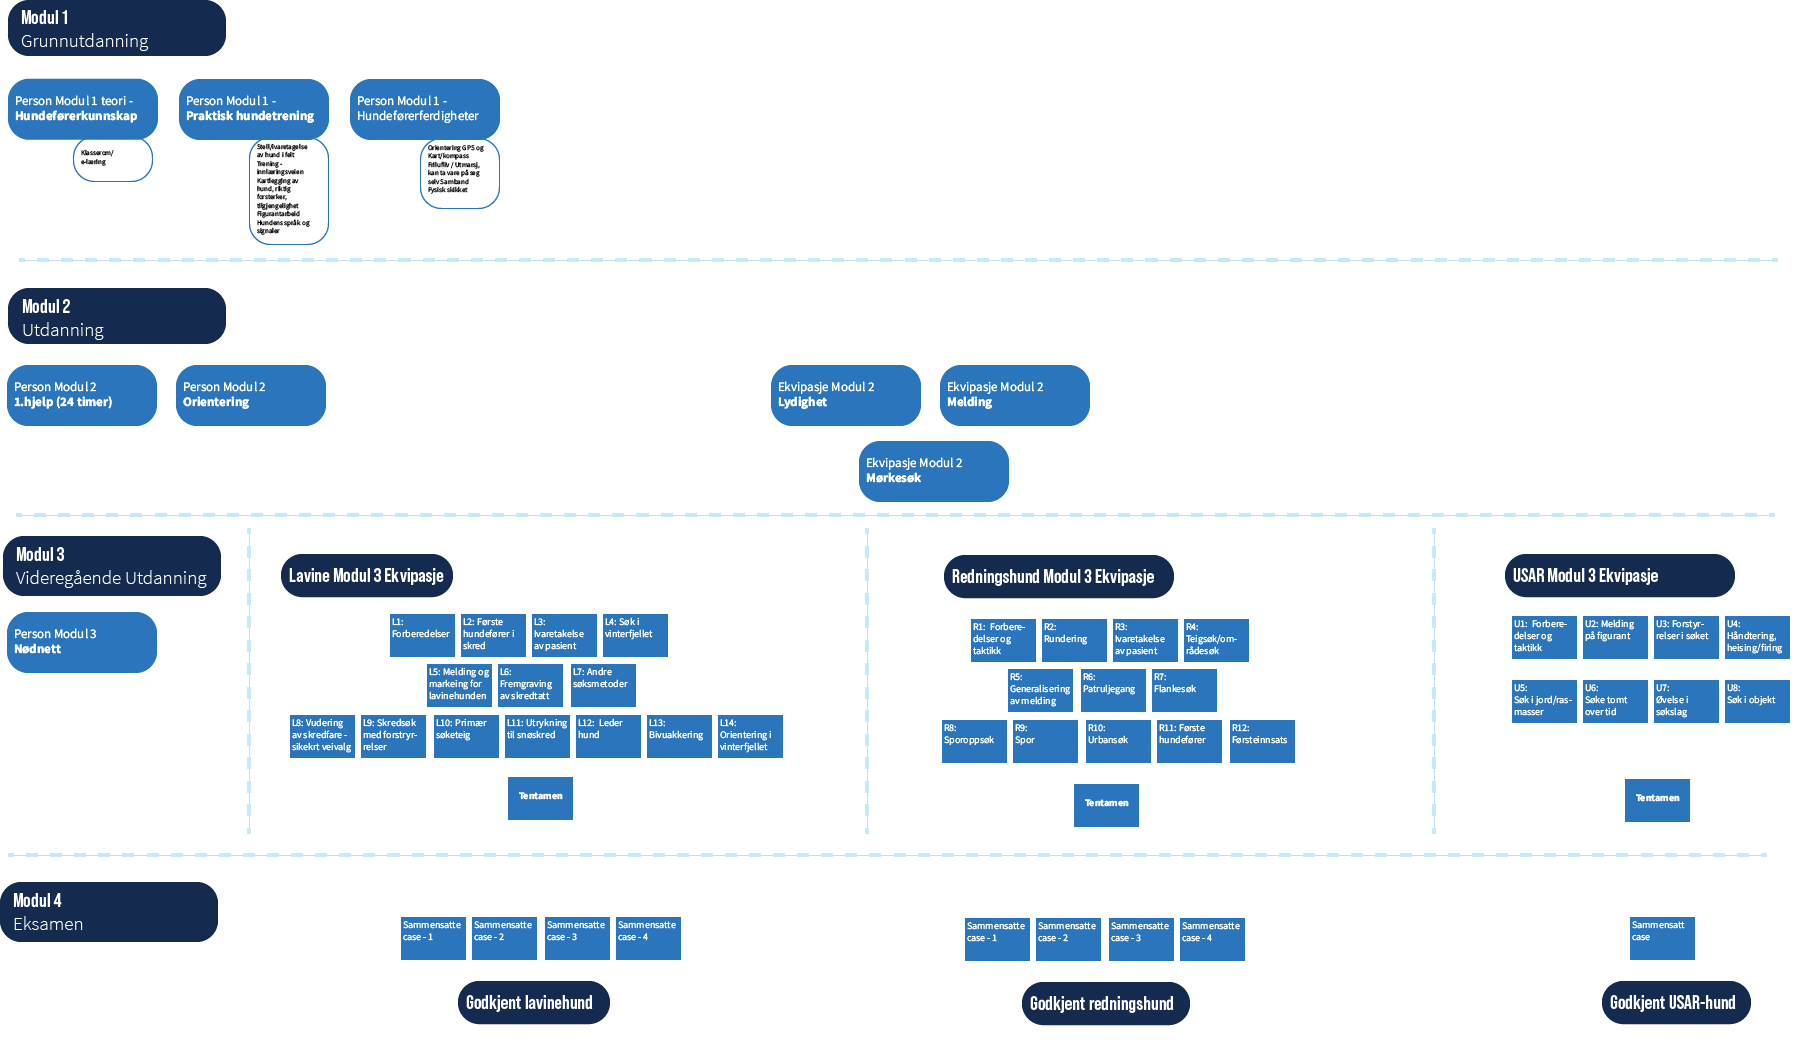 Modul 1
Grunnutdanning
Person Modul 1 teori -
Hundeførerkunnskap
Person Modul 1 -
Praktisk hundetrening
Person Modul 1 -
Hundeførerferdigheter
Klasserom/
e-læring
Stell/ivaretagelse
av hund i felt
Trening -
innlæringsveien
Kartlegging av
hund, riktig
forsterker,
tilgjengelighet
Figurantarbeid
Hundens språk og
signaler
Orientering GPS og
Kart/kompass
Friluftliv / Utmarsj,
kan ta vare på seg
selv Samband
Fysisk skikket
Modul 2
Utdanning
Person Modul 2
1.hjelp (24 timer)
Person Modul 2
Orientering
Ekvipasje Modul 2
Lydighet
Ekvipasje Modul 2
Melding
Ekvipasje Modul 2
Mørkesøk
Modul 3
Videregående Utdanning
Person Modul 3
Nødnett
Lavine Modul 3 Ekvipasje
L1:
Forberedelser
L2: Første
hundefører i
skred
L3:
Ivaretakelse
av pasient
L4: Søk i
vinterfjellet
L5: Melding og
markeing for
lavinehunden
L6:
Fremgraving
av skredtatt
L7: Andre
søksmetoder
L8: Vudering
av skredfare -
sikekrt veivalg
L9: Skredsøk
med forstryr-
relser
L10: Primær
søketeig
L11: Utrykning
til snøskred
L12: Leder
hund
L13:
Bivuakkering
L14:
Orientering i
vinterfjellet
Tentamen
Redningshund Modul 3 Ekvipasje
R1: Forbere-
delser og
taktikk
R2:
Rundering
R3:
Ivaretakelse
av pasient
R4:
Teigsøk/om-
rådesøk
R5:
Generalisering
av melding
R6:
Patruljegang
R7:
Flankesøk
R8:
Sporoppsøk
R9:
Spor
R10:
Urbansøk
R11: Første
hundefører
R12:
Førsteinnsats
Tentamen
USAR Modul 3 Ekvipasje
U1: Forbere-
delser og
taktikk
U2: Melding
på figurant
U3: Forstyr-
relser i søket
U4:
Håndtering,
heising/firing
U5:
Søk i jord/ras-
masser
U6:
Søke tomt
over tid
U7:
Øvelse i
søkslag
U8:
Søk i objekt
Tentamen
Modul 4
Eksamen
Sammensatte
case - 1
Sammensatte
case - 2
Sammensatte
case - 3
Sammensatte
case - 4
Godkjent lavinehund
Sammensatte
case - 1
Sammensatte
case - 2
Sammensatte
case - 3
Sammensatte
case - 4
Godkjent redningshund
Sammensatt
case
Godkjent USAR-hund